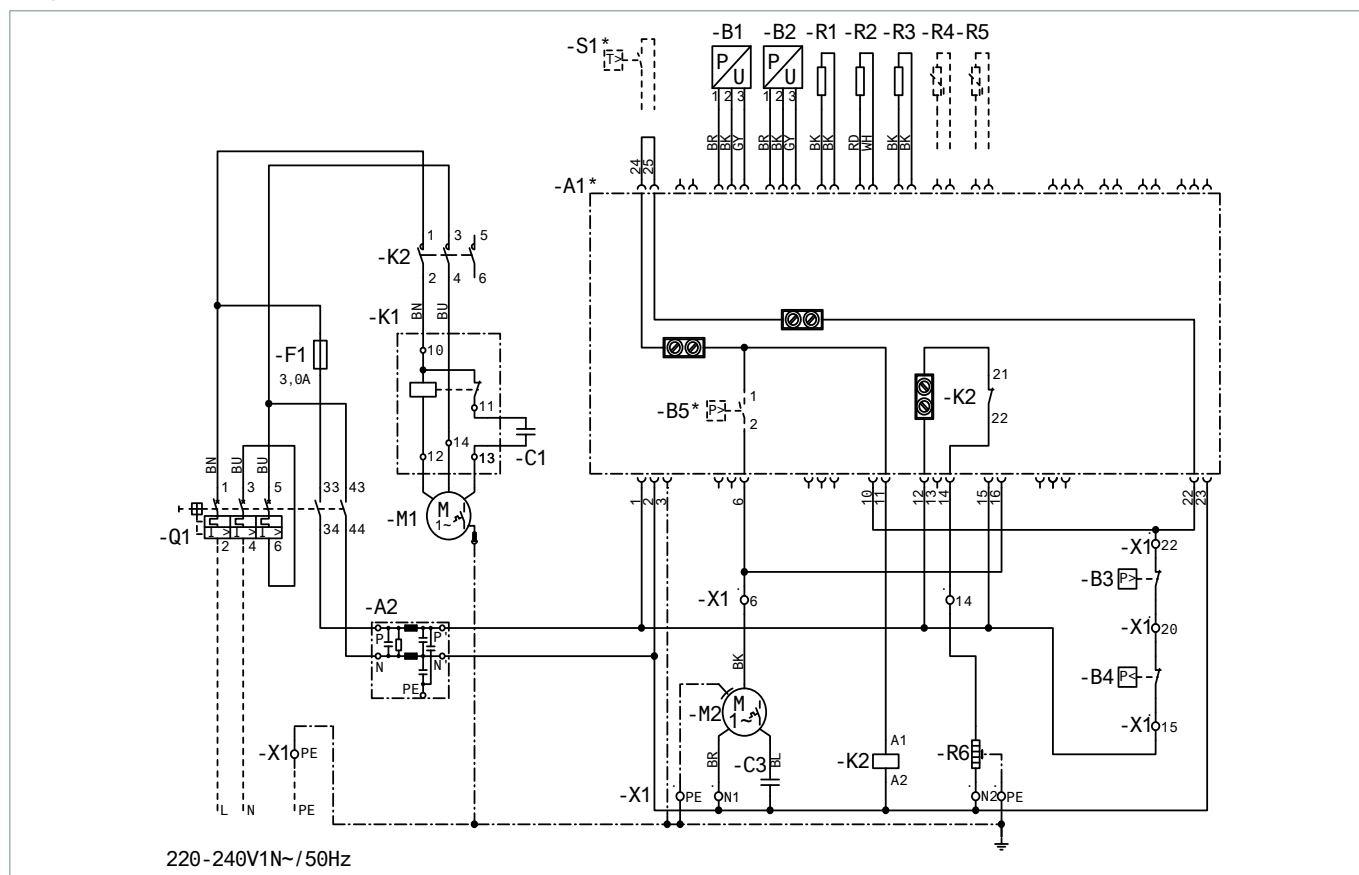 -S1* -B1 -B2 -R1 -R2 -R3 -R4 -R5
T>
P U P U
1 2 3 1 2 3
24 25 BR BK GY BR BK GY BK BK RD WH BK BK
-A1*
1 3 5
-K2
2 4 6
BN BU
-K1
10
-F1
3,0A
11
-C1
12 14 13
21
-K2
22
1
-B5* P>
2
BN BU BU
1 3 5 33 43
-Q1 I> I> I>
2 4 6 34 44
-M1 M 1~
1 2 3 6 10 11 12 13 14 15 16 22 23
-X1 22
-B3 P>
-X1 6
14
-X1 20
-A2
P P'
N N'
PE
BK
-B4 P<
-M2 M 1~
-X1 15
BR -C3 BL
A1
-K2
A2
-R6
-X1 PE
-X1 PE N1 N2 PE
L N PE
220-240V1N~/50Hz